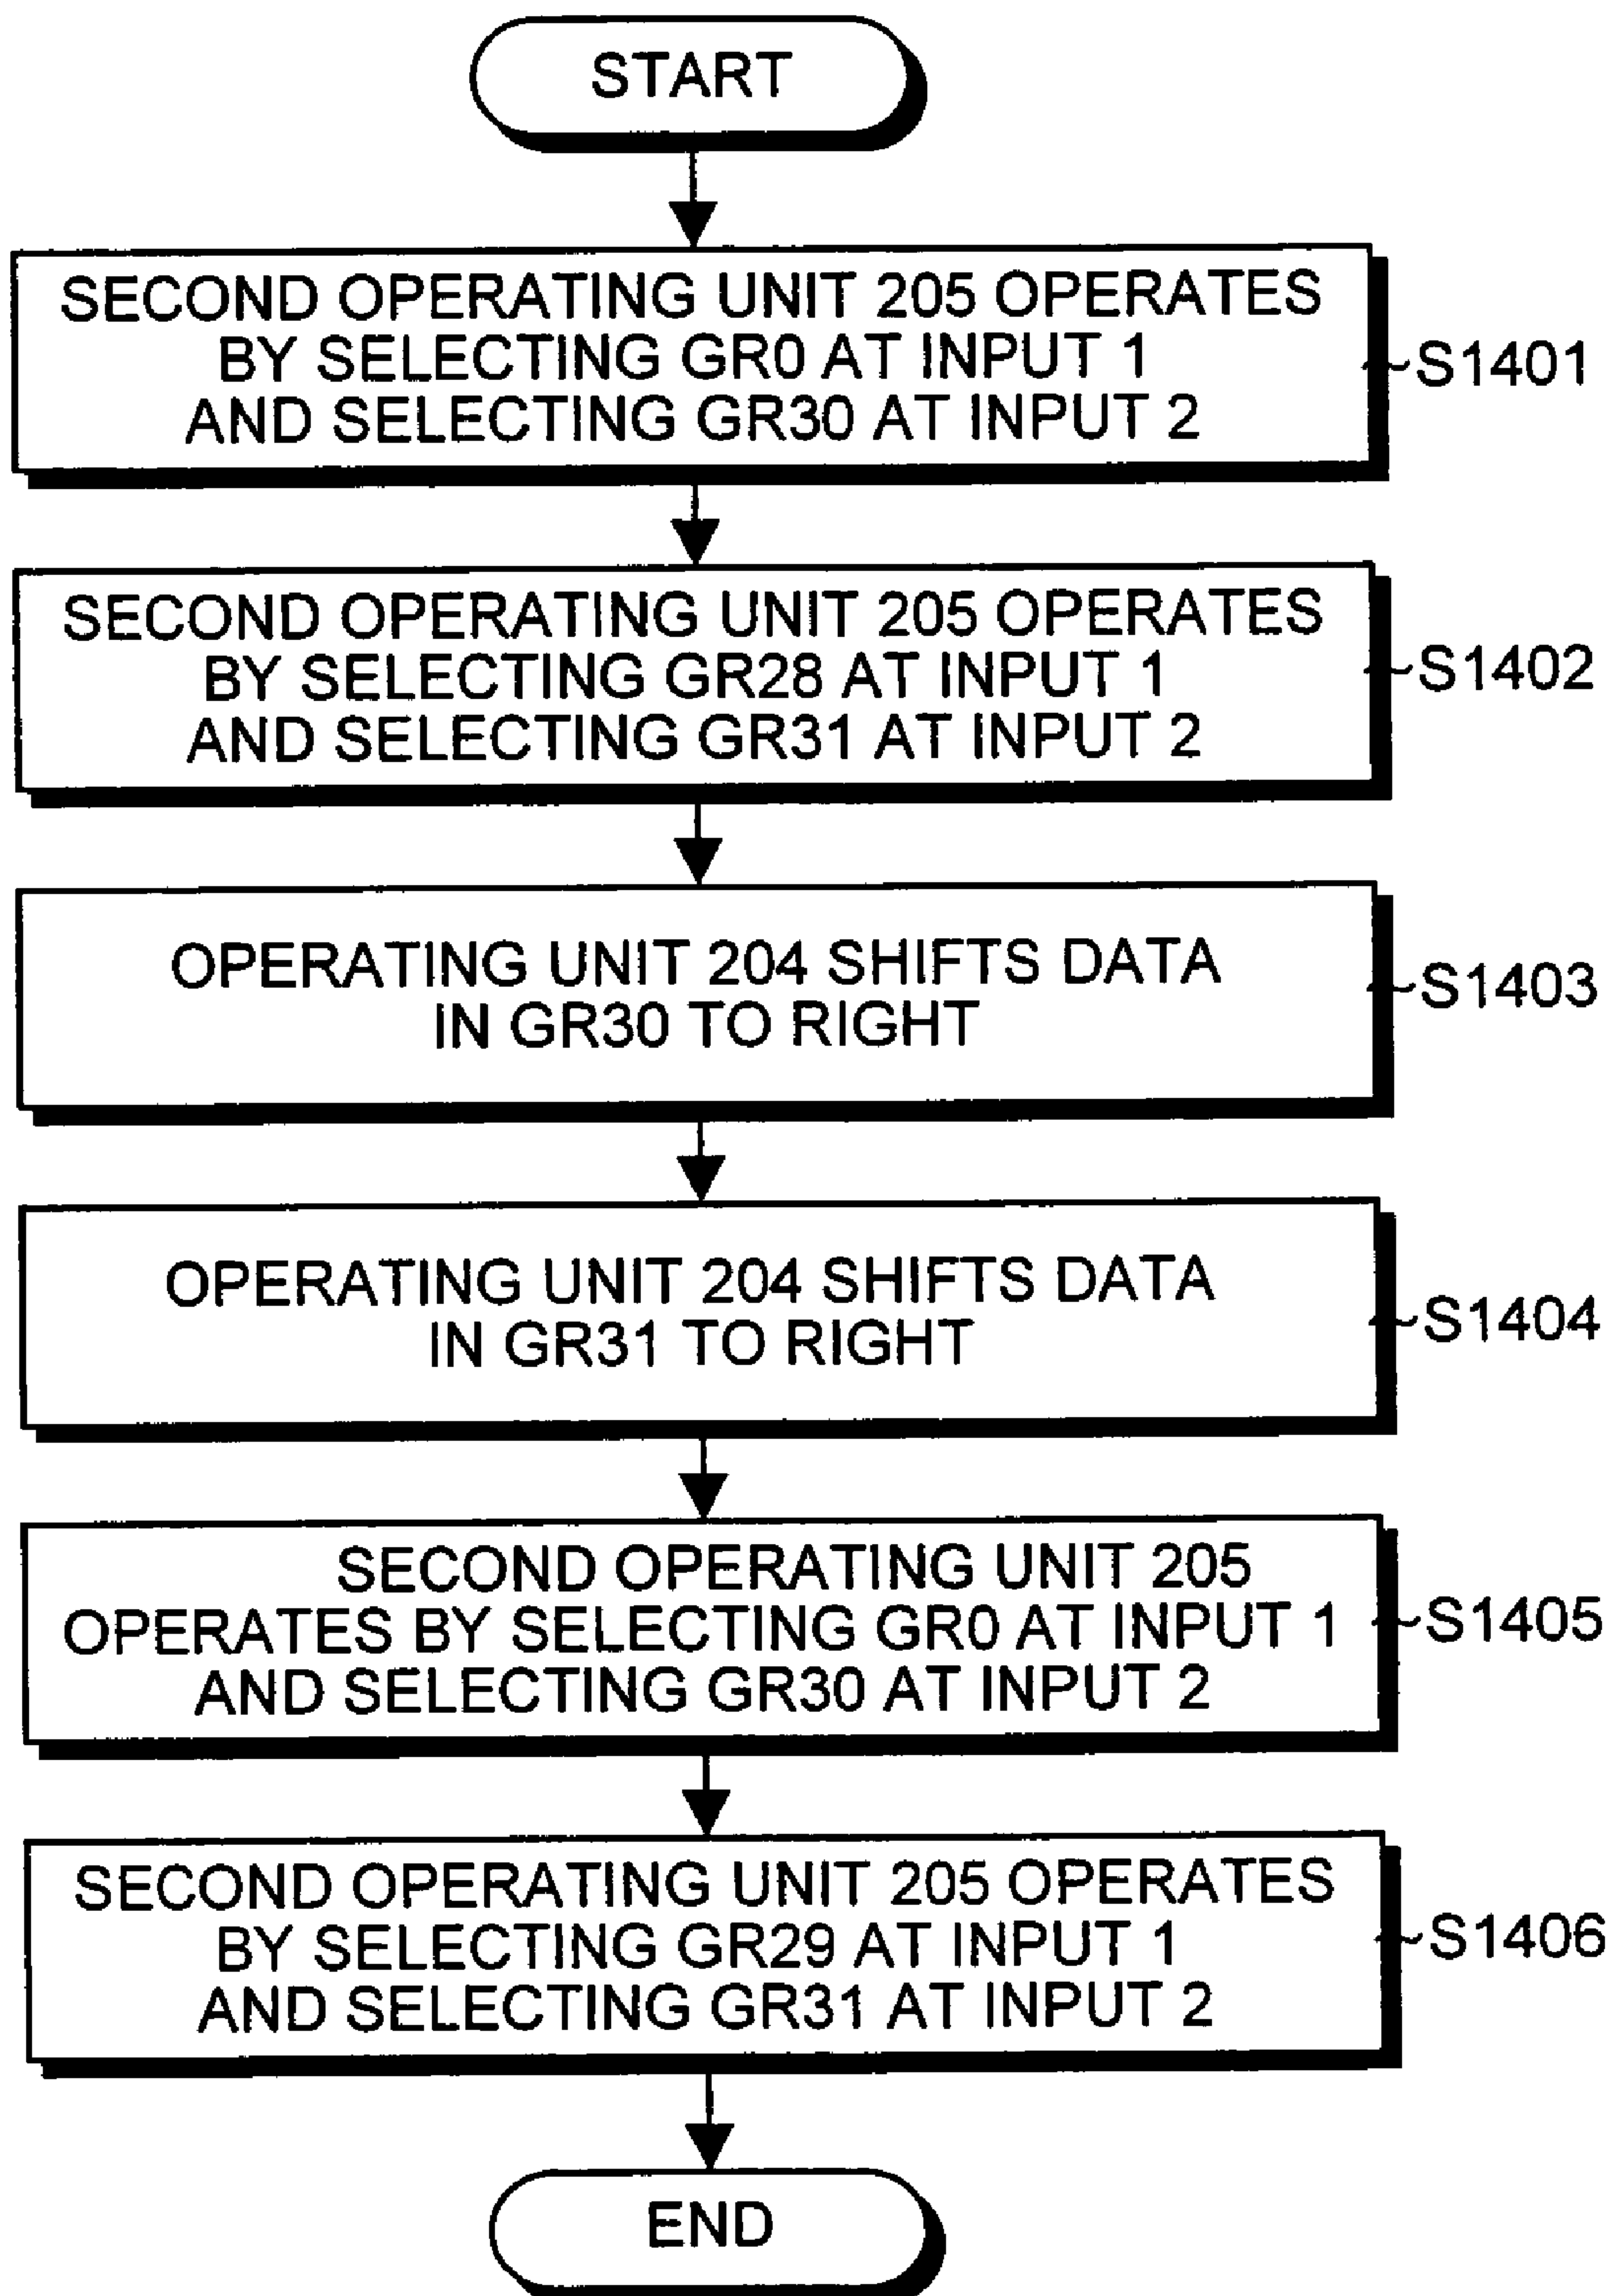 START
SECOND OPERATING UNIT 205 OPERATES
BY SELECTING GR0 AT INPUT 1
AND SELECTING GR30 AT INPUT 2
S1401
SECOND OPERATING UNIT 205 OPERATES
BY SELECTING GR28 AT INPUT 1
AND SELECTING GR31 AT INPUT 2
S1402
OPERATING UNIT 204 SHIFTS DATA
IN GR30 TO RIGHT
S1403
OPERATING UNIT 204 SHIFTS DATA
IN GR31 TO RIGHT
S1404
SECOND OPERATING UNIT 205
OPERATES BY SELECTING GR0 AT INPUT 1
AND SELECTING GR30 AT INPUT 2
S1405
SECOND OPERATING UNIT 205 OPERATES
BY SELECTING GR29 AT INPUT 1
AND SELECTING GR31 AT INPUT 2
S1406
END